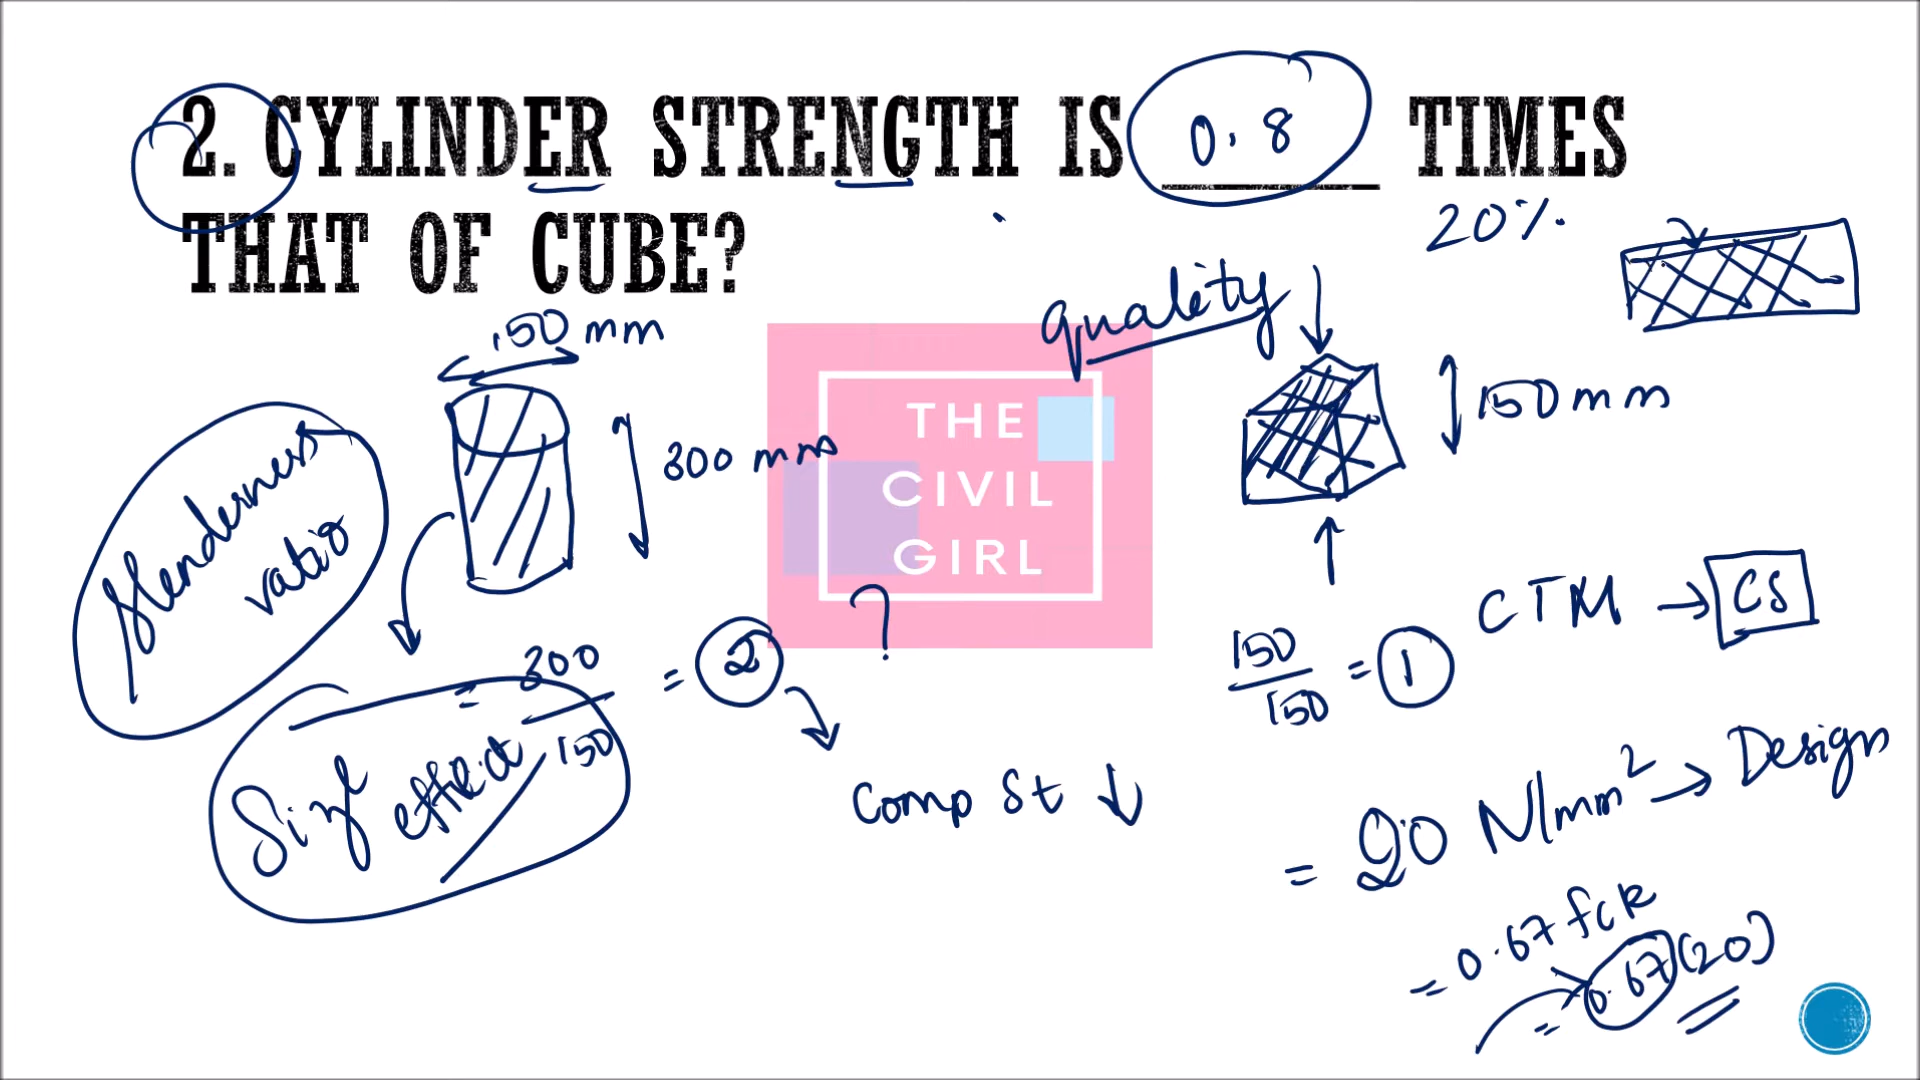 2. CYLINDER STRENGTH IS 0.8 TIMES
THAT OF CUBE?
20%.
150 mm
quality
300 mm
150 mm
THE
CIVIL
GIRL
Slenderness
ratio
CTM → CS
= 300 / 150 = 2 ?
150 / 150 = 1
Size effect
Comp St ↓
= 20 N/mm² → Design
= 0.67 fck
= 0.67 (20)